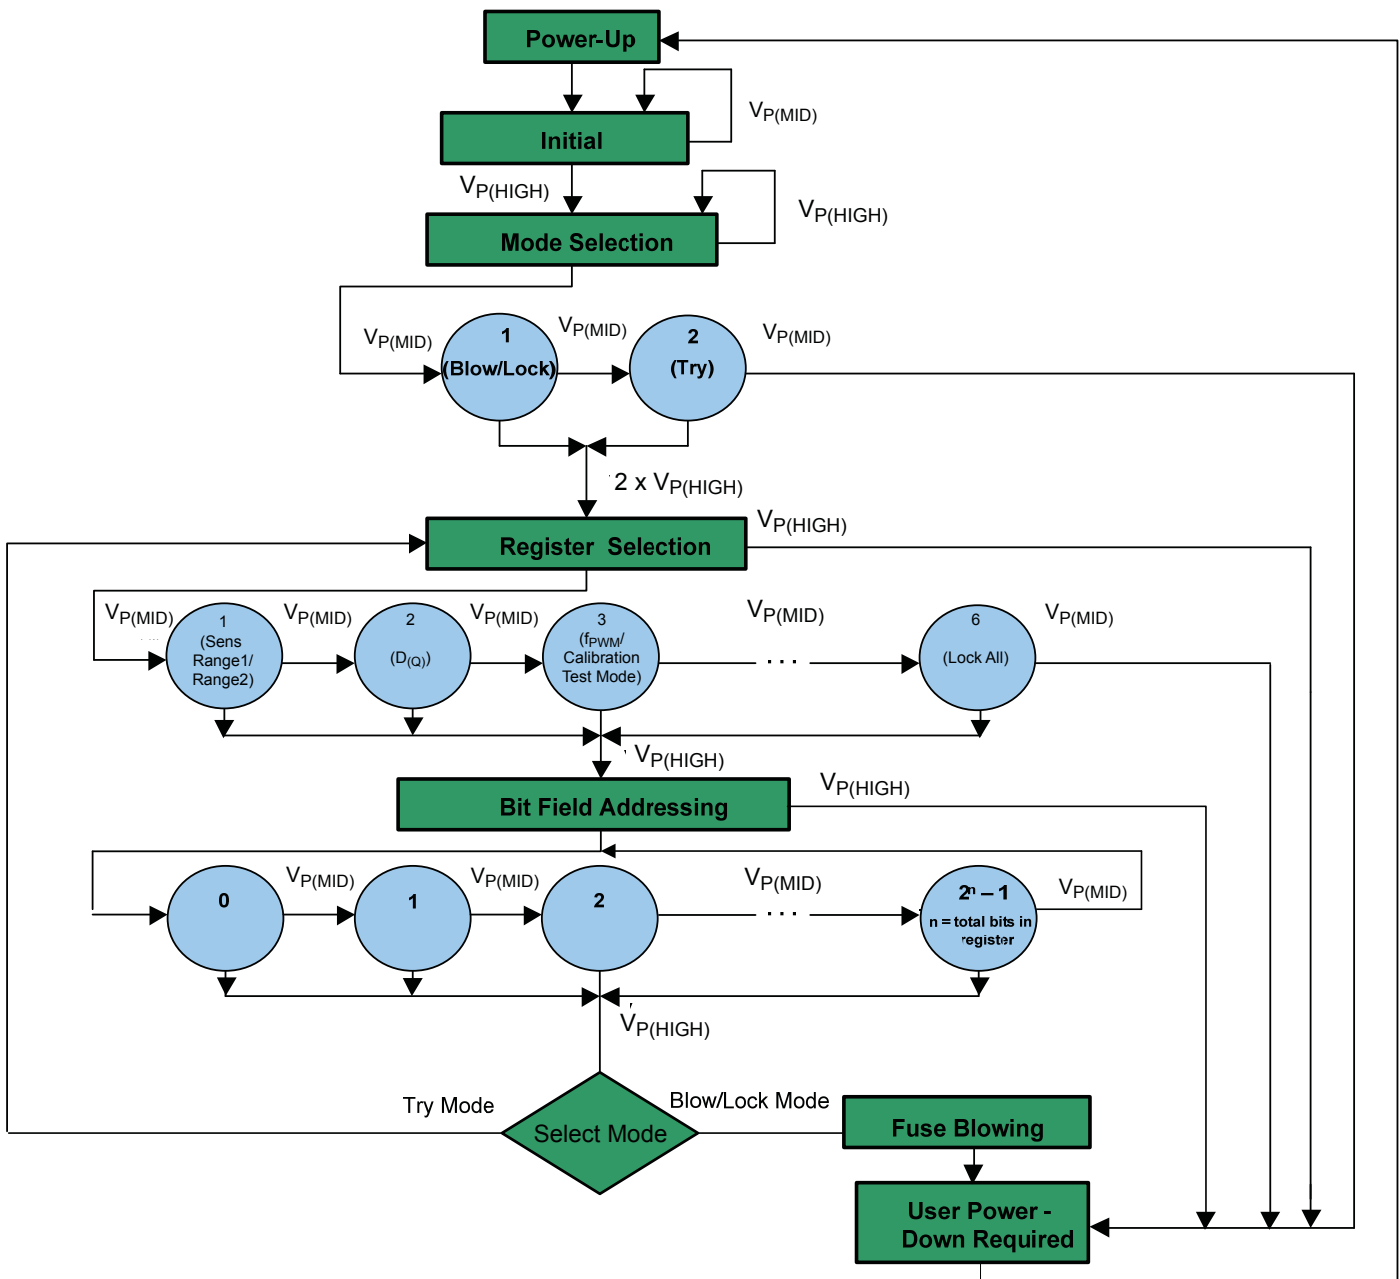 Power-Up
VP(MID)
Initial
VP(HIGH)
VP(HIGH)
Mode Selection
VP(MID)
1
(Blow/Lock)
VP(MID)
2
(Try)
VP(MID)
2 x VP(HIGH)
VP(HIGH)
Register Selection
VP(MID)
1
(Sens
Range1/
Range2)
VP(MID)
2
(D(Q))
VP(MID)
3
(fPWM/
Calibration
Test Mode)
VP(MID)
. . .
6
(Lock All)
VP(MID)
VP(HIGH)
VP(HIGH)
Bit Field Addressing
0
VP(MID)
1
VP(MID)
2
VP(MID)
. . .
2ⁿ – 1
n = total bits in
register
VP(MID)
VP(HIGH)
Try Mode
Select Mode
Blow/Lock Mode
Fuse Blowing
User Power -
Down Required